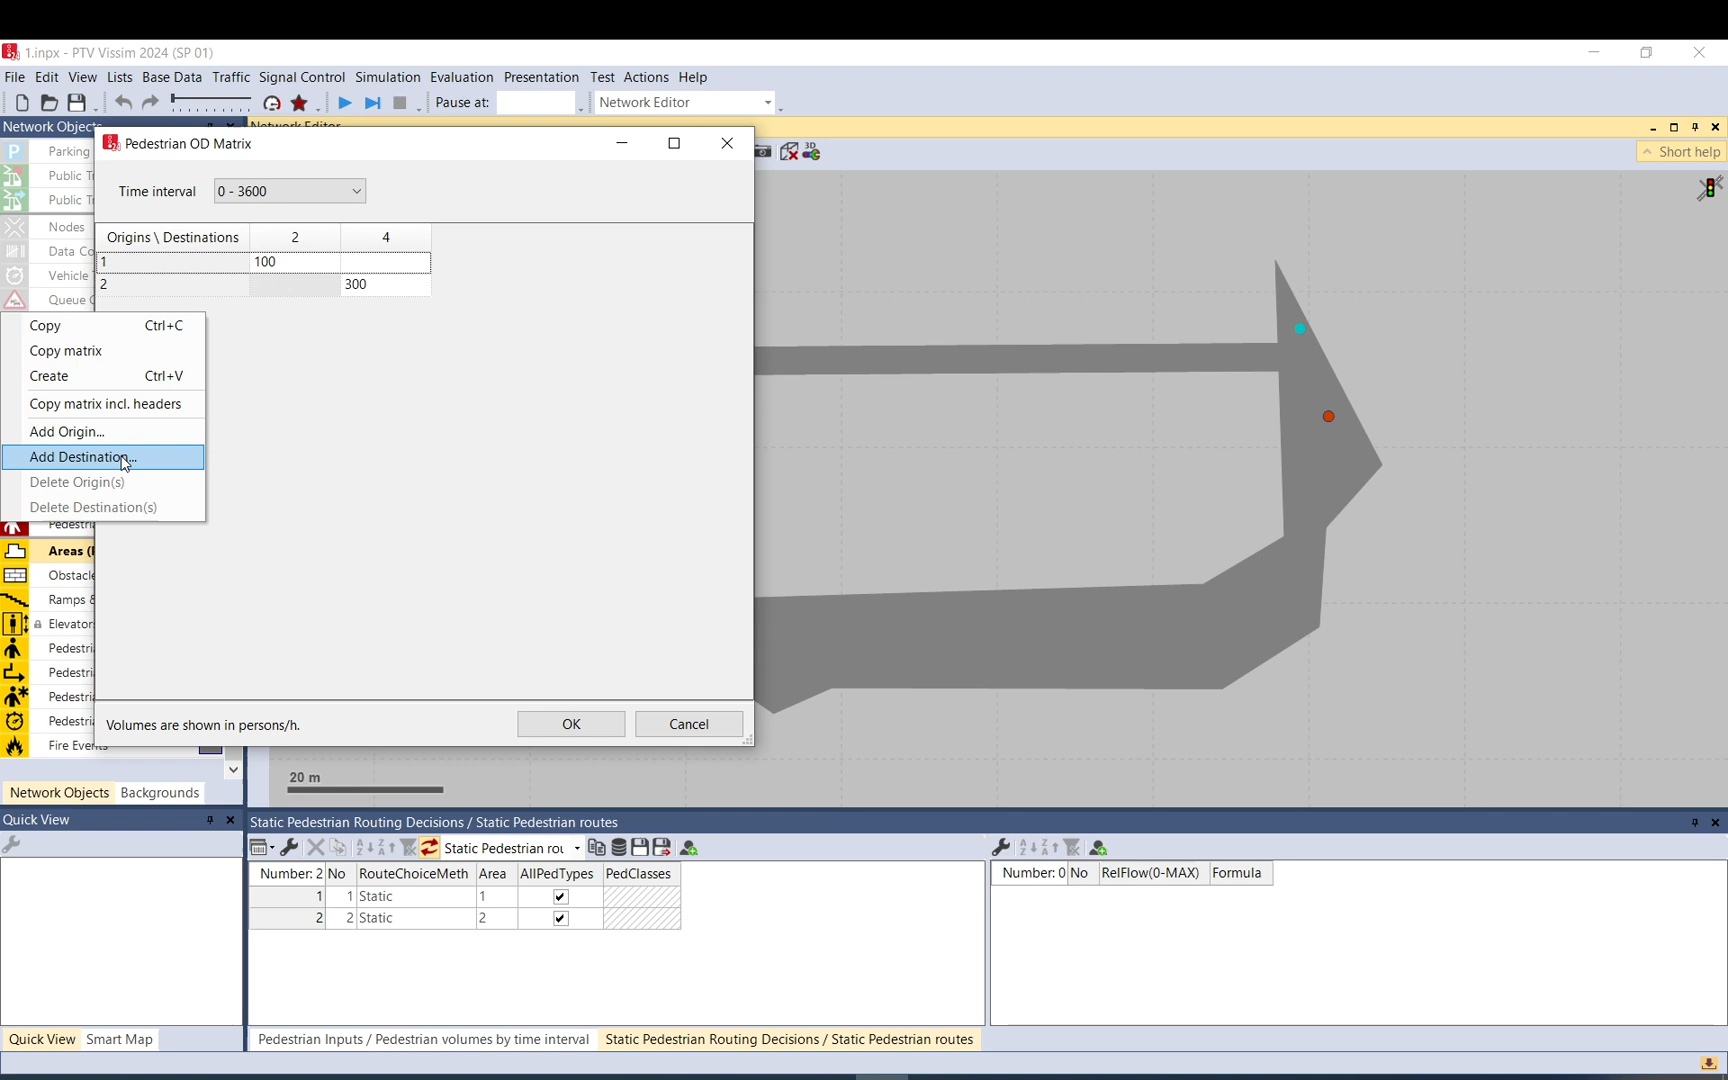 1.inpx - PTV Vissim 2024 (SP 01)
File Edit View Lists Base Data Traffic Signal Control Simulation Evaluation Presentation Test Actions Help
Pause at: Network Editor
Network Objects
Network Editor
Short help
Parking
Public T
Public T
Nodes
Data Co
Vehicle
Queue C
Pedestrian OD Matrix
Time interval 0 - 3600
Origins \ Destinations 2 4
1 100
2 300
Copy Ctrl+C
Copy matrix
Create Ctrl+V
Copy matrix incl. headers
Add Origin...
Add Destination...
Delete Origin(s)
Delete Destination(s)
Pedestria
Areas (
Obstacle
Ramps &
Elevator
Pedestri
Pedestri
Pedestri
Pedestri
Fire Events
Volumes are shown in persons/h.
OK Cancel
20 m
3D
Network Objects Backgrounds
Quick View
Static Pedestrian Routing Decisions / Static Pedestrian routes
Static Pedestrian rou
Number: 2 No RouteChoiceMeth Area AllPedTypes PedClasses
1 1 Static 1
2 2 Static 2
Number: 0 No RelFlow(0-MAX) Formula
Quick View Smart Map
Pedestrian Inputs / Pedestrian volumes by time interval Static Pedestrian Routing Decisions / Static Pedestrian routes